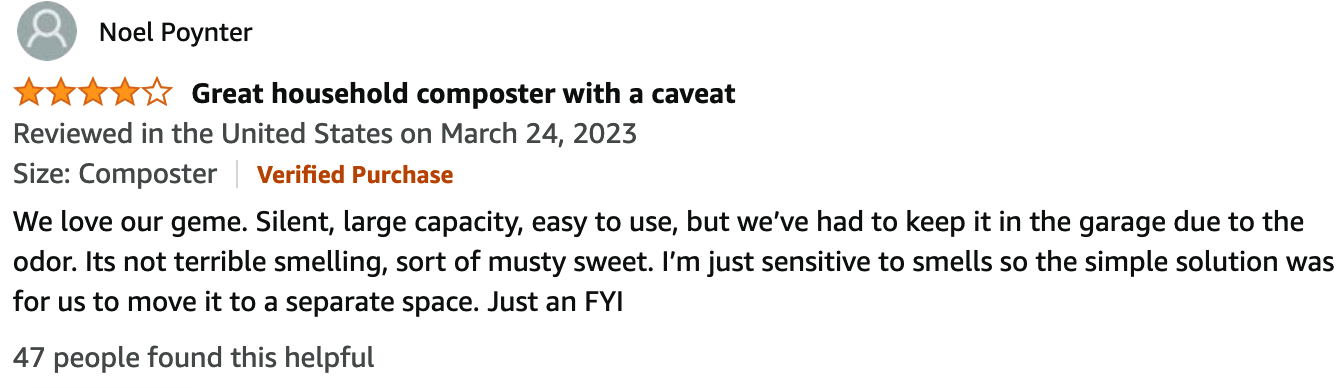 Noel Poynter
Great household composter with a caveat
Reviewed in the United States on March 24, 2023
Size: Composter Verified Purchase
We love our geme. Silent, large capacity, easy to use, but we’ve had to keep it in the garage due to the
odor. Its not terrible smelling, sort of musty sweet. I’m just sensitive to smells so the simple solution was
for us to move it to a separate space. Just an FYI
47 people found this helpful